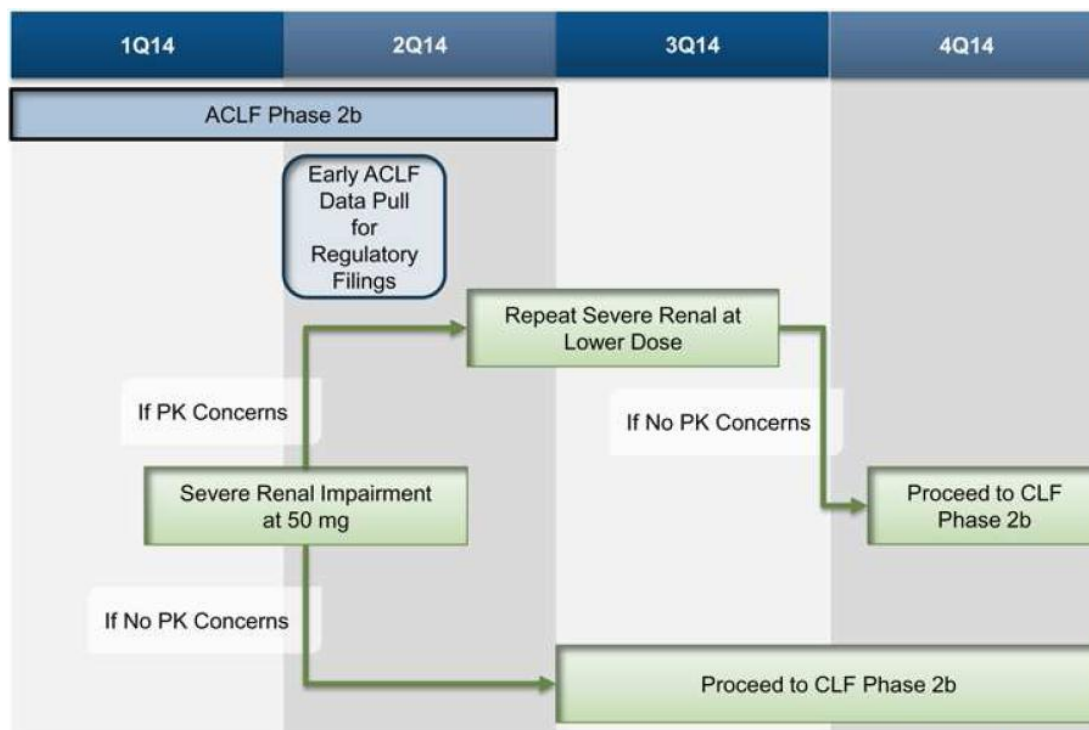 1Q14
2Q14
3Q14
4Q14
ACLF Phase 2b
Early ACLF
Data Pull
for
Regulatory
Filings
Repeat Severe Renal at
Lower Dose
If PK Concerns
If No PK Concerns
Severe Renal Impairment
at 50 mg
Proceed to CLF
Phase 2b
If No PK Concerns
Proceed to CLF Phase 2b